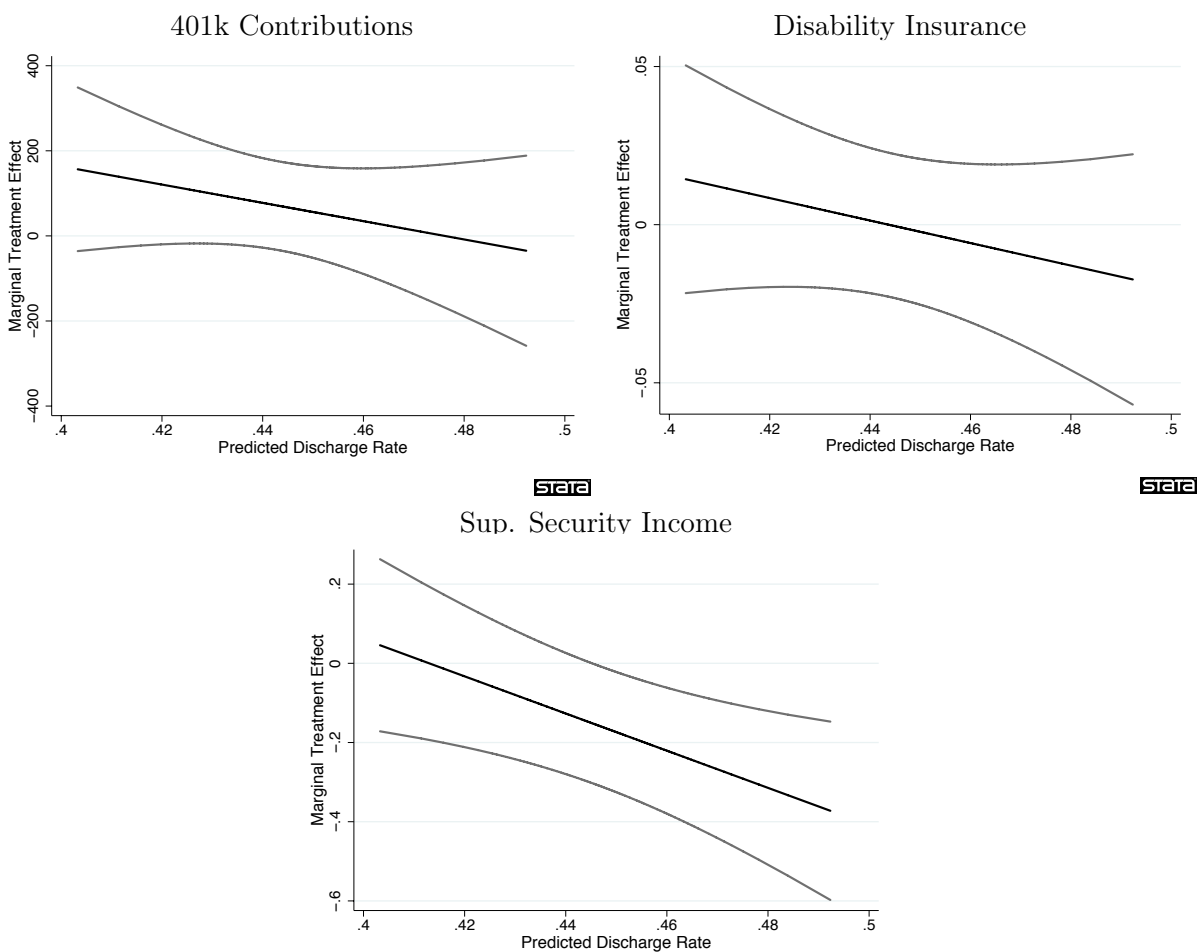 401k Contributions
400
200
0
−200
−400
Marginal Treatment Effect
.4 .42 .44 .46 .48 .5
Predicted Discharge Rate
STATA
Disability Insurance
.05
0
−.05
Marginal Treatment Effect
.4 .42 .44 .46 .48 .5
Predicted Discharge Rate
STATA
Sup. Security Income
.2
0
−.2
−.4
−.6
Marginal Treatment Effect
.4 .42 .44 .46 .48 .5
Predicted Discharge Rate